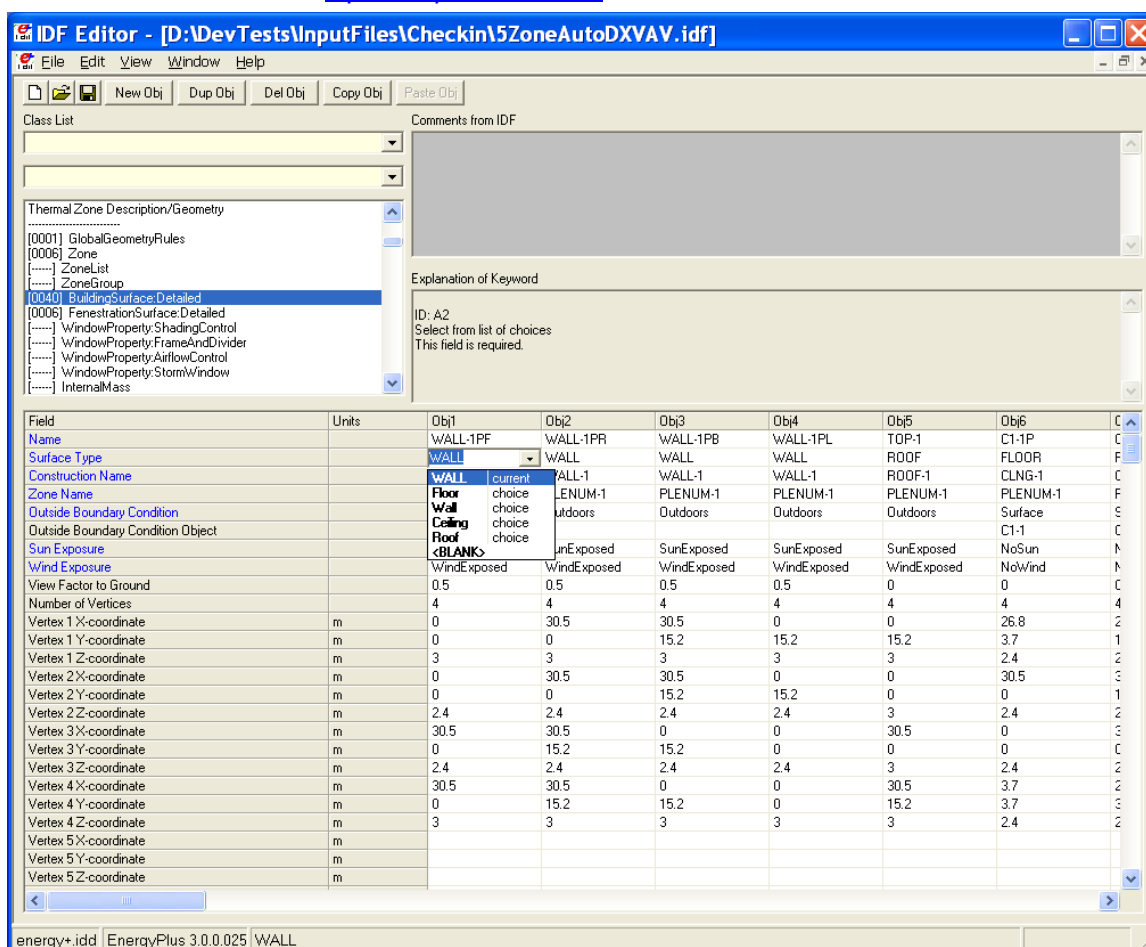 IDF Editor - [D:\DevTests\InputFiles\Checkin\5ZoneAutoDXVAV.idf]
File Edit View Window Help
New Obj Dup Obj Del Obj Copy Obj Paste Obj
Class List Comments from IDF
Thermal Zone Description/Geometry
--------------------------
[0001] GlobalGeometryRules
[0006] Zone
[------] ZoneList
[------] ZoneGroup
[0040] BuildingSurface:Detailed
[0006] FenestrationSurface:Detailed
[------] WindowProperty:ShadingControl
[------] WindowProperty:FrameAndDivider
[------] WindowProperty:AirflowControl
[------] WindowProperty:StormWindow
[------] InternalMass
Explanation of Keyword
ID: A2
Select from list of choices
This field is required.
Field Units Obj1 Obj2 Obj3 Obj4 Obj5 Obj6
Name WALL-1PF WALL-1PR WALL-1PB WALL-1PL TOP-1 C1-1P
Surface Type WALL WALL WALL WALL ROOF FLOOR
Construction Name WALL-1 WALL-1 WALL-1 ROOF-1 CLNG-1
Zone Name PLENUM-1 PLENUM-1 PLENUM-1 PLENUM-1 PLENUM-1
Outside Boundary Condition Outdoors Outdoors Outdoors Outdoors Surface
Outside Boundary Condition Object C1-1
Sun Exposure SunExposed SunExposed SunExposed SunExposed NoSun
Wind Exposure WindExposed WindExposed WindExposed WindExposed WindExposed NoWind
WALL current
Floor choice
Wall choice
Ceiling choice
Roof choice
<BLANK>
View Factor to Ground 0.5 0.5 0.5 0.5 0 0
Number of Vertices 4 4 4 4 4 4
Vertex 1 X-coordinate m 0 30.5 30.5 0 0 26.8
Vertex 1 Y-coordinate m 0 0 15.2 15.2 15.2 3.7
Vertex 1 Z-coordinate m 3 3 3 3 3 2.4
Vertex 2 X-coordinate m 0 30.5 30.5 0 0 30.5
Vertex 2 Y-coordinate m 0 0 15.2 15.2 0 0
Vertex 2 Z-coordinate m 2.4 2.4 2.4 2.4 3 2.4
Vertex 3 X-coordinate m 30.5 30.5 0 0 30.5 0
Vertex 3 Y-coordinate m 0 15.2 15.2 0 0 0
Vertex 3 Z-coordinate m 2.4 2.4 2.4 2.4 3 2.4
Vertex 4 X-coordinate m 30.5 30.5 0 0 30.5 3.7
Vertex 4 Y-coordinate m 0 15.2 15.2 0 15.2 3.7
Vertex 4 Z-coordinate m 3 3 3 3 3 2.4
Vertex 5 X-coordinate m
Vertex 5 Y-coordinate m
Vertex 5 Z-coordinate m
energy+.idd EnergyPlus 3.0.0.025 WALL